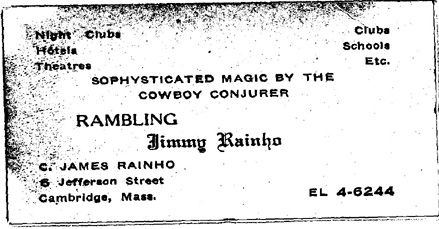 Night Clubs
Hotels
Theatres
Clubs
Schools
Etc.
SOPHYSTICATED MAGIC BY THE
COWBOY CONJURER
RAMBLING
Jimmy Rainho
C. JAMES RAINHO
6 Jefferson Street
Cambridge, Mass.
EL 4-6244